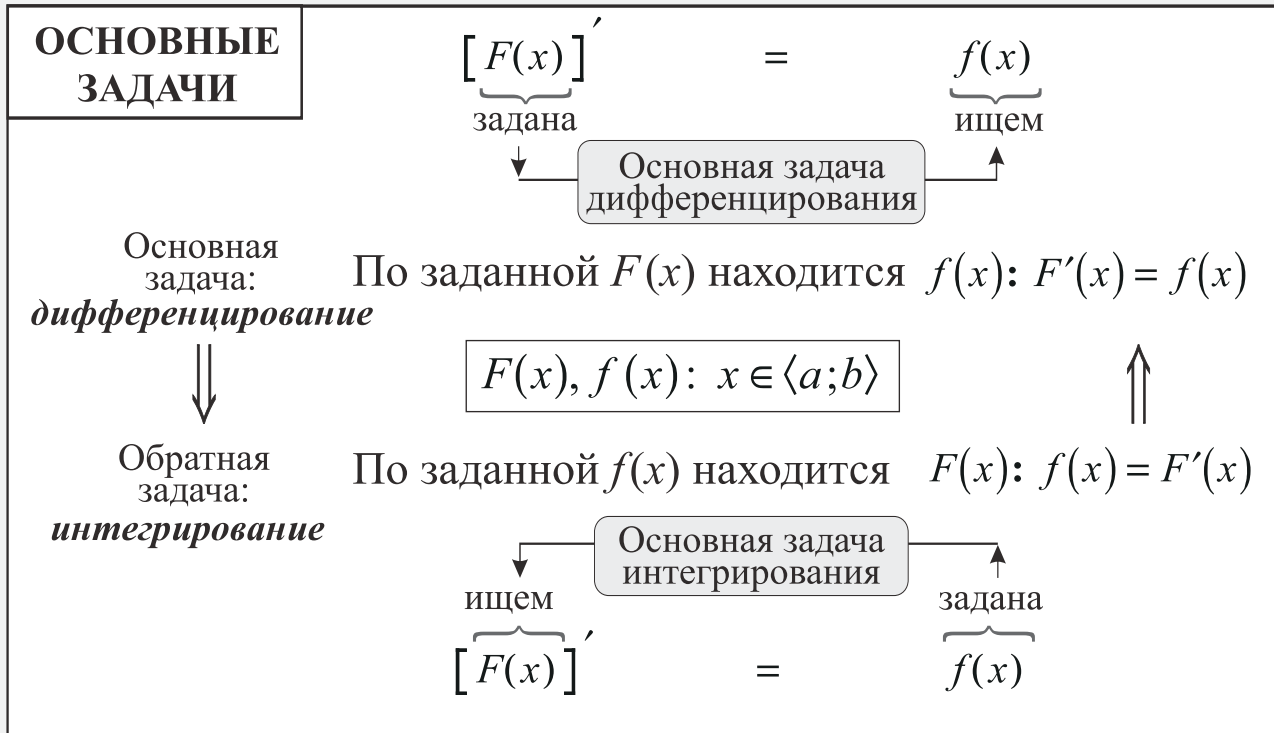 ОСНОВНЫЕ
ЗАДАЧИ
[F(x)]′ = f(x)
задана ищем
Основная задача
дифференцирования
Основная
задача:
дифференцирование
По заданной F(x) находится f(x): F′(x) = f(x)
F(x), f(x): x ∈ ⟨a;b⟩
Обратная
задача:
интегрирование
По заданной f(x) находится F(x): f(x) = F′(x)
Основная задача
интегрирования
ищем задана
[F(x)]′ = f(x)